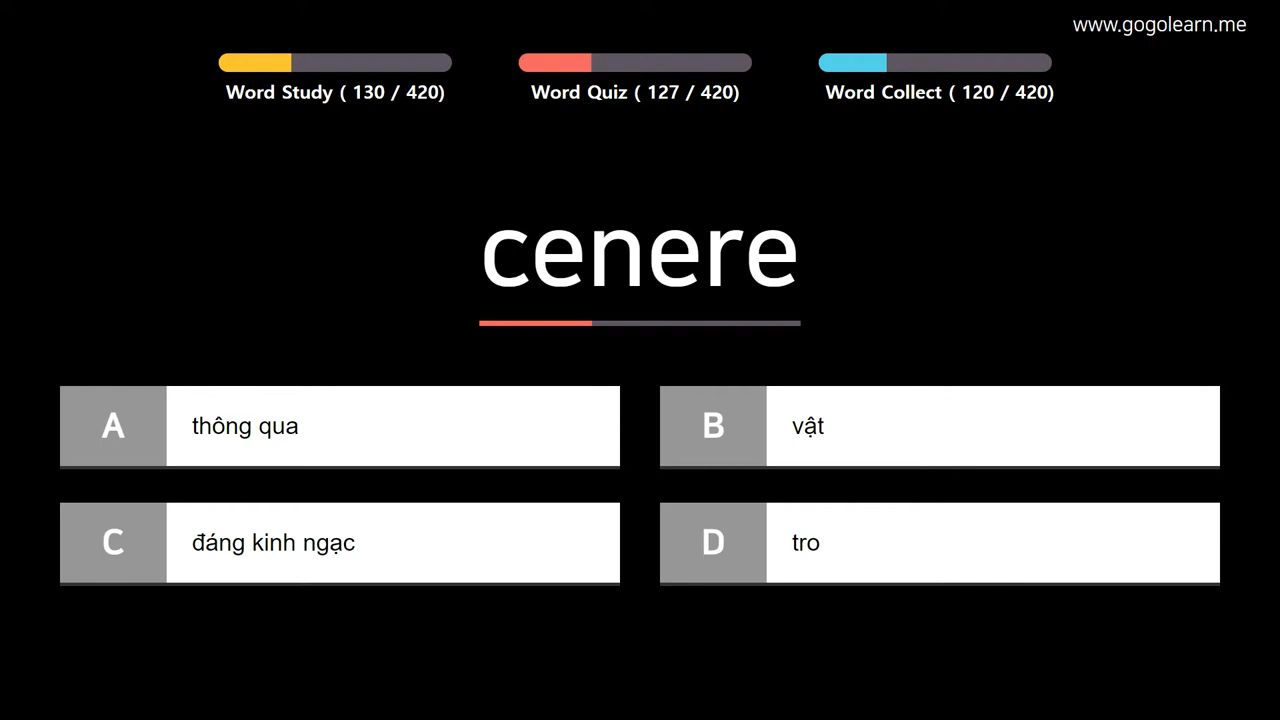 www.gogolearn.me
Word Study ( 130 / 420)
Word Quiz ( 127 / 420)
Word Collect ( 120 / 420)
cenere
A
thông qua
B
vật
C
đáng kinh ngạc
D
tro